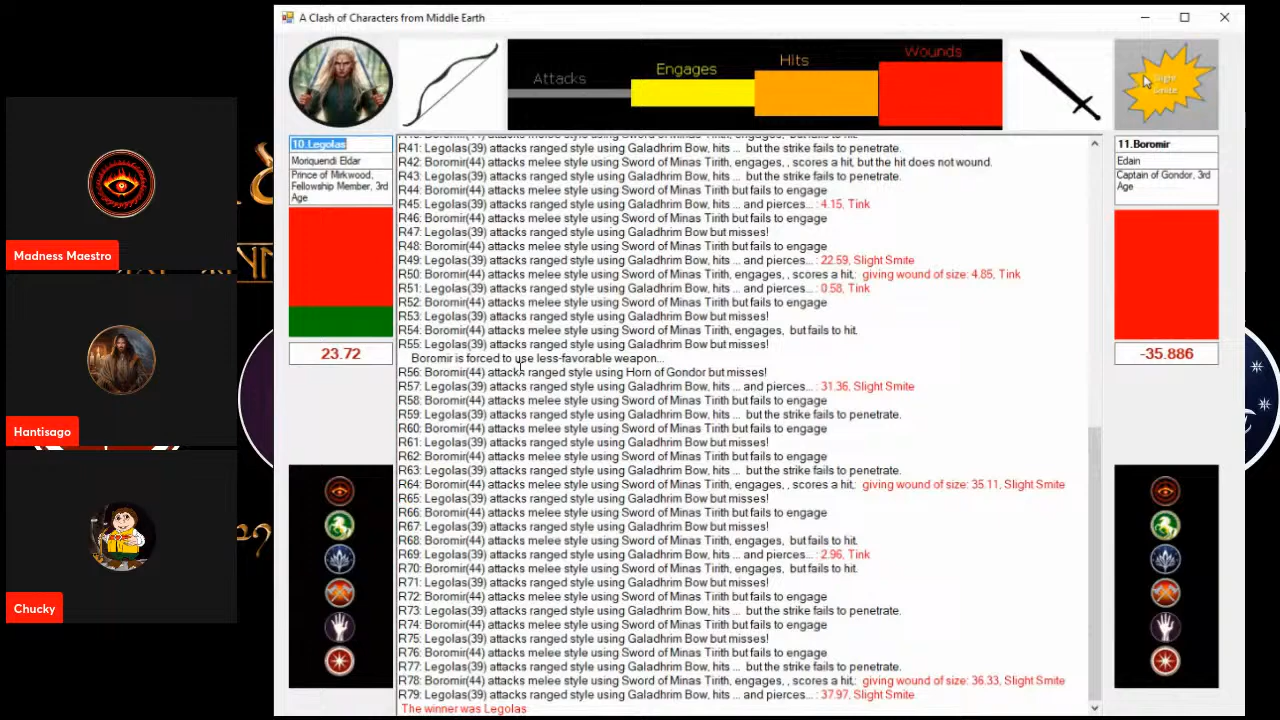 A Clash of Characters from Middle Earth
Attacks
Engages
Hits
Wounds
Slight
Smite
10.Legolas
Moriquendi Eldar
Prince of Mirkwood,
Fellowship Member, 3rd
Age
23.72
11.Boromir
Edain
Captain of Gondor, 3rd
Age
-35.886
R41: Legolas(39) attacks ranged style using Galadhrim Bow, hits ... but the strike fails to penetrate.
R42: Boromir(44) attacks melee style using Sword of Minas Tirith, engages, , scores a hit, but the hit does not wound.
R43: Legolas(39) attacks ranged style using Galadhrim Bow, hits ... but the strike fails to penetrate.
R44: Boromir(44) attacks melee style using Sword of Minas Tirith but fails to engage
R45: Legolas(39) attacks ranged style using Galadhrim Bow, hits ... and pierces... : 4.15, Tink
R46: Boromir(44) attacks melee style using Sword of Minas Tirith but fails to engage
R47: Legolas(39) attacks ranged style using Galadhrim Bow but misses!
R48: Boromir(44) attacks melee style using Sword of Minas Tirith but fails to engage
R49: Legolas(39) attacks ranged style using Galadhrim Bow, hits ... and pierces... : 22.59, Slight Smite
R50: Boromir(44) attacks melee style using Sword of Minas Tirith, engages, , scores a hit, giving wound of size: 4.85, Tink
R51: Legolas(39) attacks ranged style using Galadhrim Bow, hits ... and pierces... : 0.58, Tink
R52: Boromir(44) attacks melee style using Sword of Minas Tirith but fails to engage
R53: Legolas(39) attacks ranged style using Galadhrim Bow but misses!
R54: Boromir(44) attacks melee style using Sword of Minas Tirith, engages, but fails to hit.
R55: Legolas(39) attacks ranged style using Galadhrim Bow but misses!
Boromir is forced to use less-favorable weapon...
R56: Boromir(44) attacks ranged style using Horn of Gondor but misses!
R57: Legolas(39) attacks ranged style using Galadhrim Bow, hits ... and pierces... : 31.36, Slight Smite
R58: Boromir(44) attacks melee style using Sword of Minas Tirith but fails to engage
R59: Legolas(39) attacks ranged style using Galadhrim Bow, hits ... but the strike fails to penetrate.
R60: Boromir(44) attacks melee style using Sword of Minas Tirith but fails to engage
R61: Legolas(39) attacks ranged style using Galadhrim Bow but misses!
R62: Boromir(44) attacks melee style using Sword of Minas Tirith but fails to engage
R63: Legolas(39) attacks ranged style using Galadhrim Bow, hits ... but the strike fails to penetrate.
R64: Boromir(44) attacks melee style using Sword of Minas Tirith, engages, , scores a hit, giving wound of size: 35.11, Slight Smite
R65: Legolas(39) attacks ranged style using Galadhrim Bow but misses!
R66: Boromir(44) attacks melee style using Sword of Minas Tirith but fails to engage
R67: Legolas(39) attacks ranged style using Galadhrim Bow but misses!
R68: Boromir(44) attacks melee style using Sword of Minas Tirith, engages, but fails to hit.
R69: Legolas(39) attacks ranged style using Galadhrim Bow, hits ... and pierces... : 2.96, Tink
R70: Boromir(44) attacks melee style using Sword of Minas Tirith, engages, but fails to hit.
R71: Legolas(39) attacks ranged style using Galadhrim Bow but misses!
R72: Boromir(44) attacks melee style using Sword of Minas Tirith but fails to engage
R73: Legolas(39) attacks ranged style using Galadhrim Bow, hits ... but the strike fails to penetrate.
R74: Boromir(44) attacks melee style using Sword of Minas Tirith but fails to engage
R75: Legolas(39) attacks ranged style using Galadhrim Bow but misses!
R76: Boromir(44) attacks melee style using Sword of Minas Tirith but fails to engage
R77: Legolas(39) attacks ranged style using Galadhrim Bow, hits ... but the strike fails to penetrate.
R78: Boromir(44) attacks melee style using Sword of Minas Tirith, engages, , scores a hit, giving wound of size: 36.33, Slight Smite
R79: Legolas(39) attacks ranged style using Galadhrim Bow, hits ... and pierces... : 37.97, Slight Smite
The winner was Legolas
Madness Maestro
Hantisago
Chucky